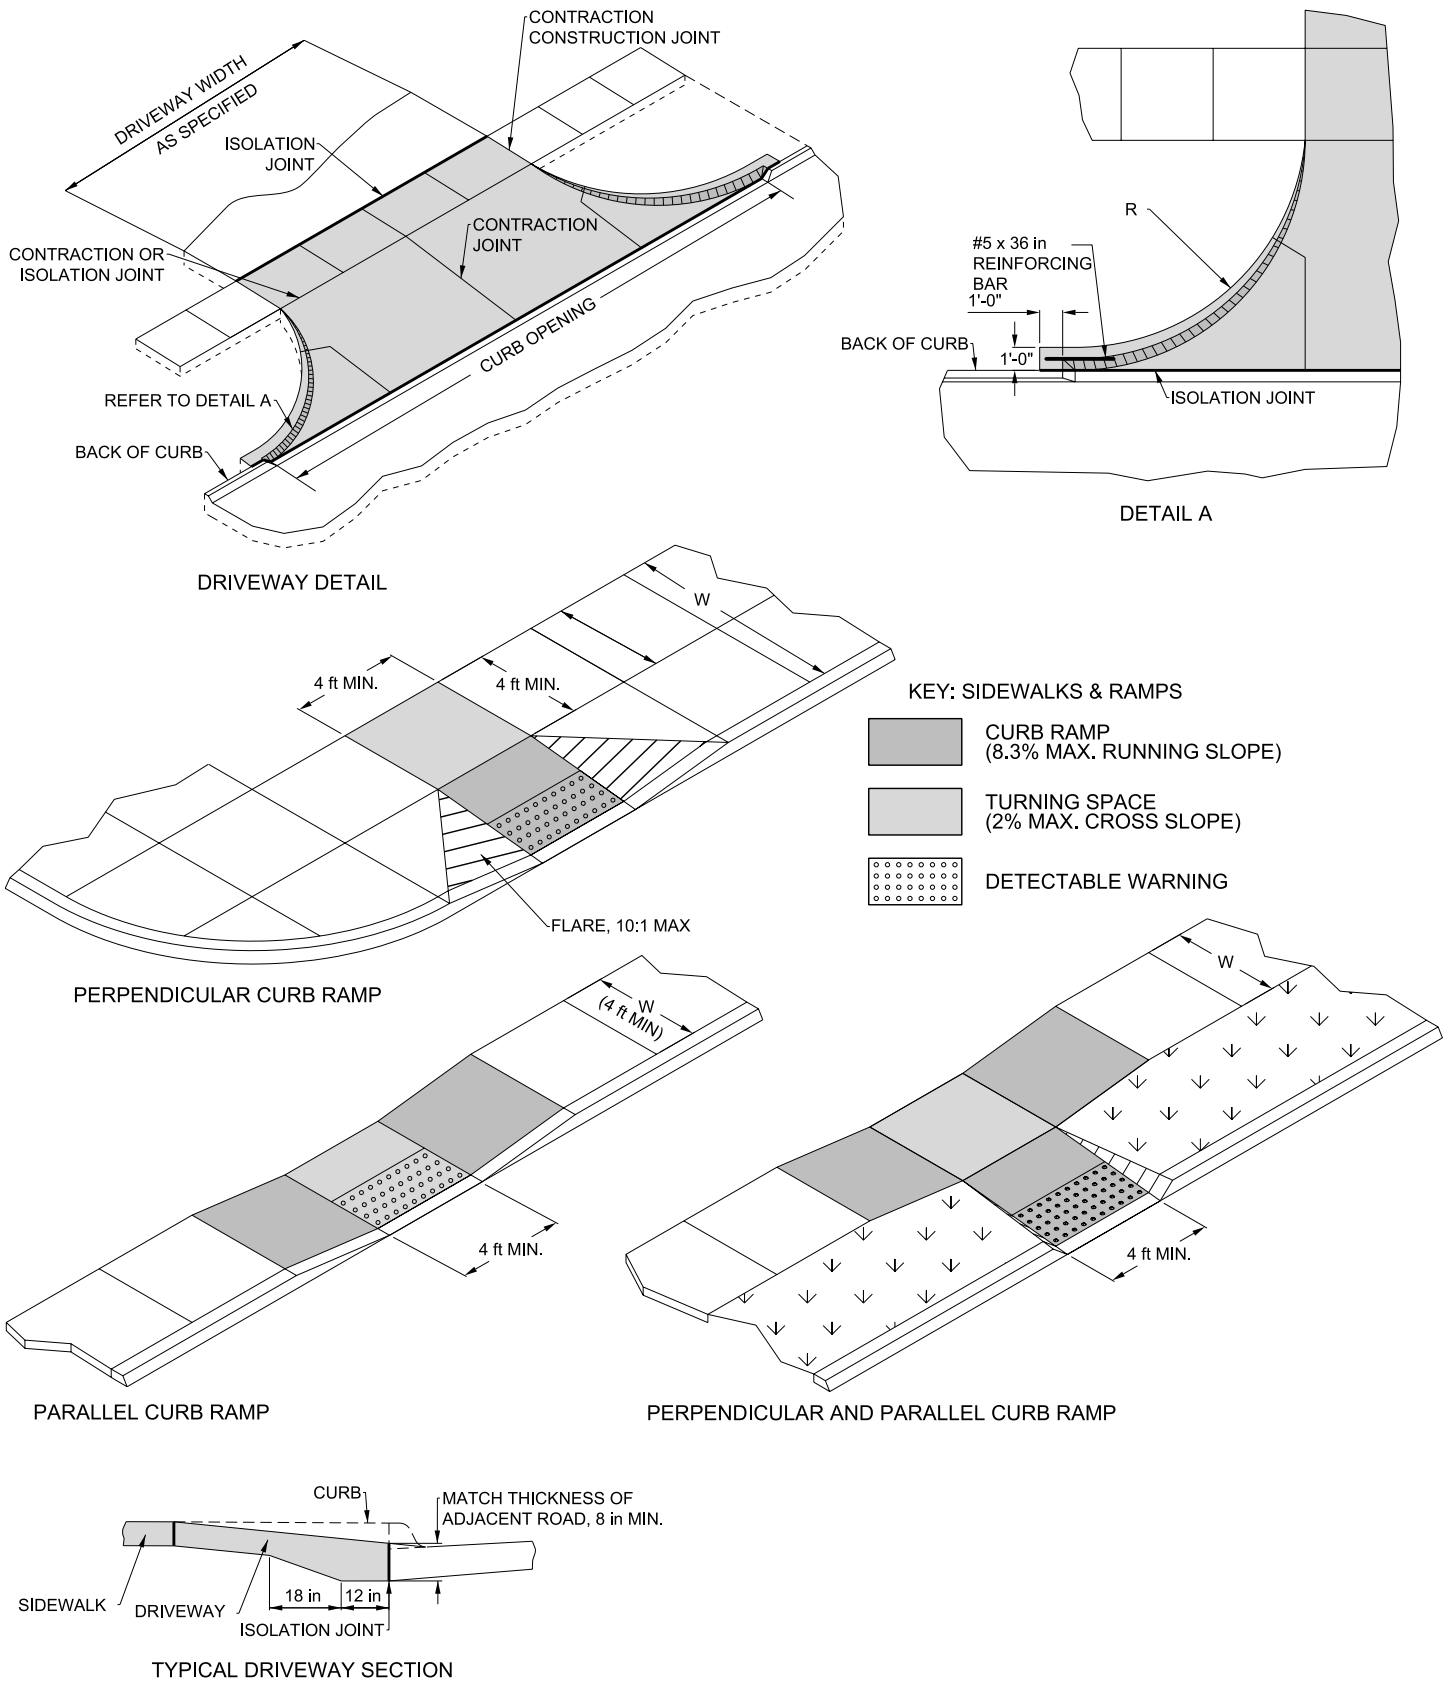 CONTRACTION
CONSTRUCTION JOINT
DRIVEWAY WIDTH
AS SPECIFIED
ISOLATION
JOINT
CONTRACTION
JOINT
CONTRACTION OR
ISOLATION JOINT
CURB OPENING
REFER TO DETAIL A
BACK OF CURB
DRIVEWAY DETAIL
R
#5 x 36 in
REINFORCING
BAR
1'-0"
BACK OF CURB
1'-0"
ISOLATION JOINT
DETAIL A
W
4 ft MIN.
4 ft MIN.
FLARE, 10:1 MAX
PERPENDICULAR CURB RAMP
KEY: SIDEWALKS & RAMPS
CURB RAMP
(8.3% MAX. RUNNING SLOPE)
TURNING SPACE
(2% MAX. CROSS SLOPE)
DETECTABLE WARNING
W
(4 ft MIN)
4 ft MIN.
PARALLEL CURB RAMP
W
4 ft MIN.
PERPENDICULAR AND PARALLEL CURB RAMP
CURB
MATCH THICKNESS OF
ADJACENT ROAD, 8 in MIN.
18 in
12 in
SIDEWALK
DRIVEWAY
ISOLATION JOINT
TYPICAL DRIVEWAY SECTION